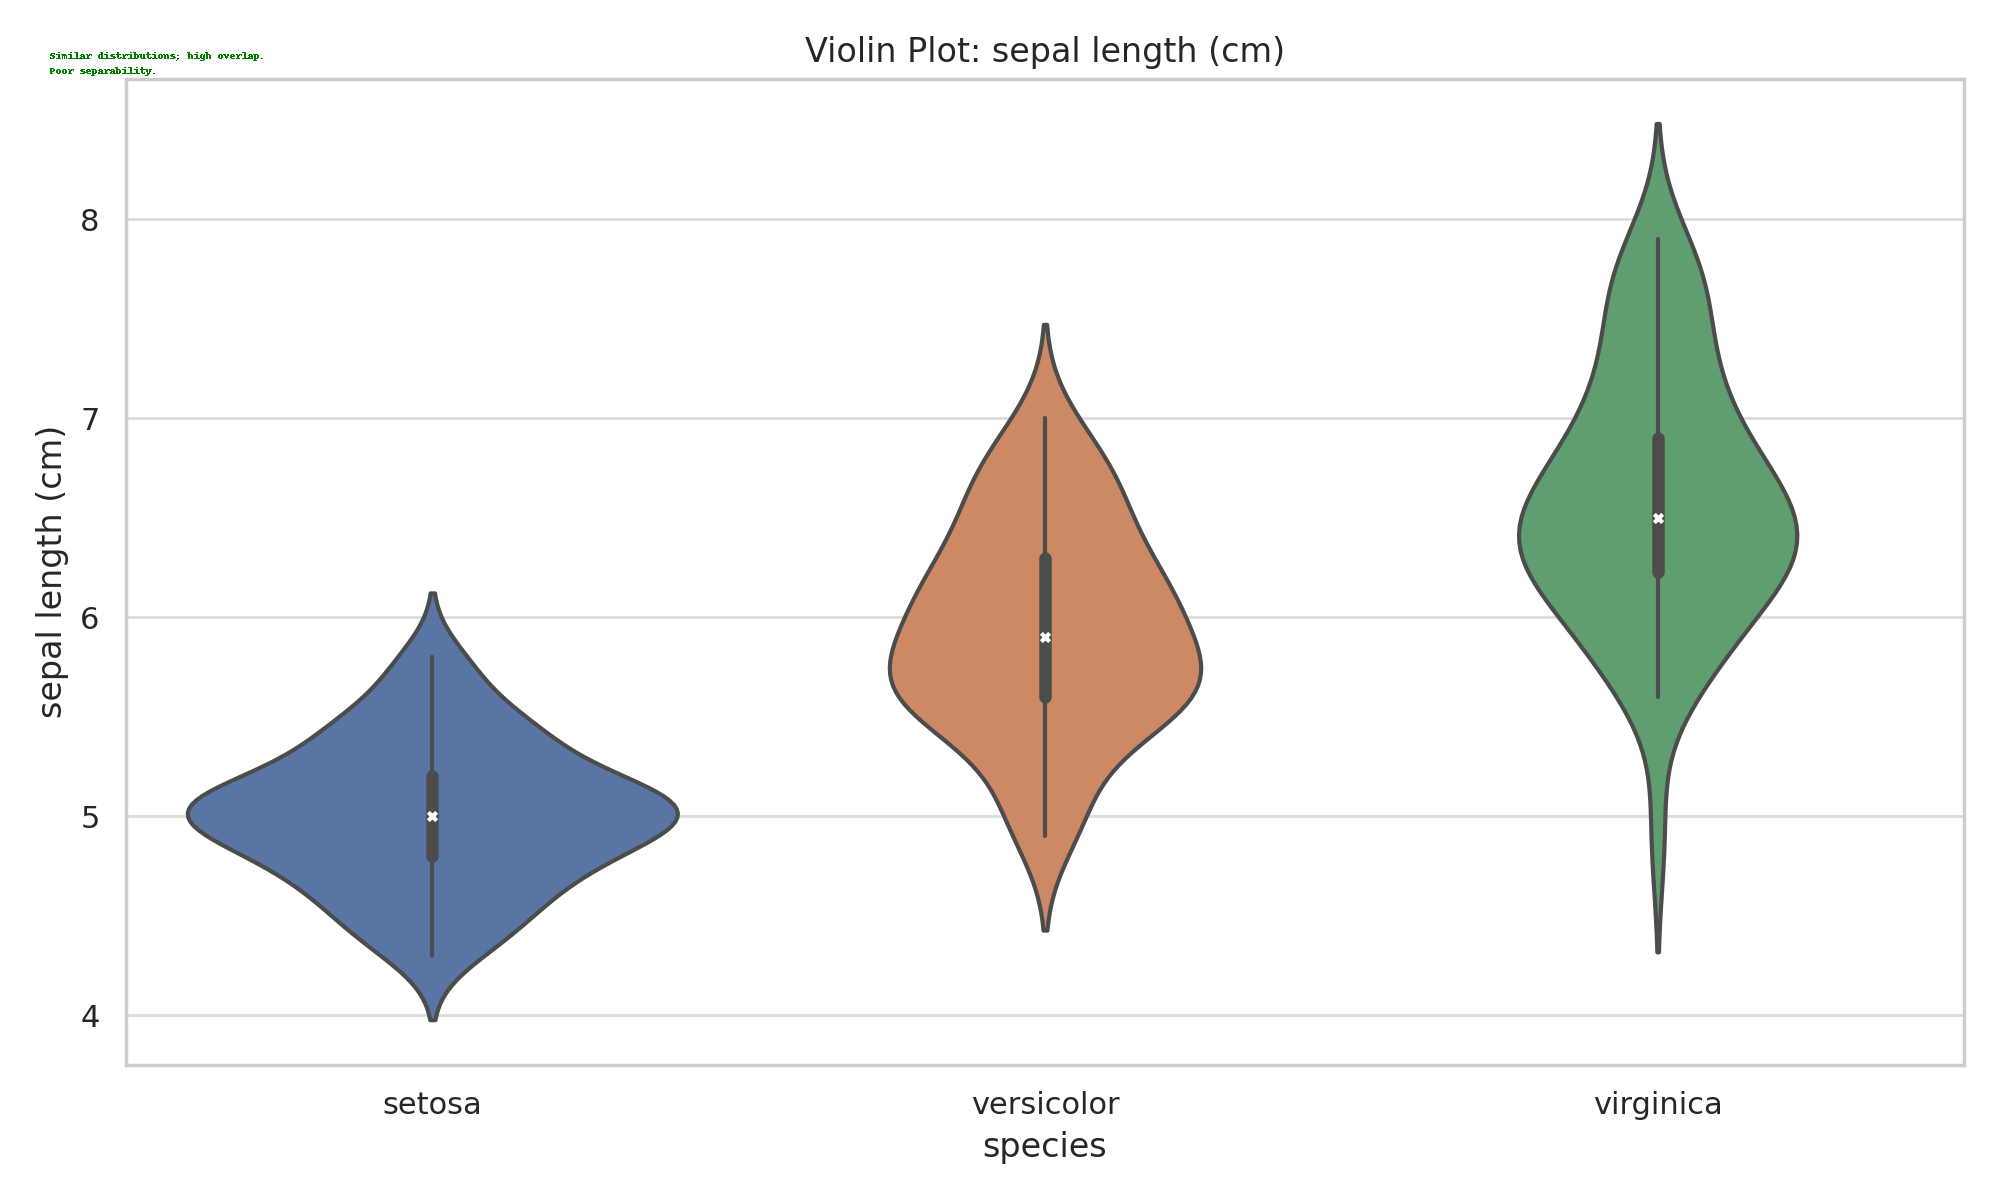 Similar distributions; high overlap.
Poor separability.
Violin Plot: sepal length (cm)
sepal length (cm)
8
7
6
5
4
setosa
versicolor
virginica
species